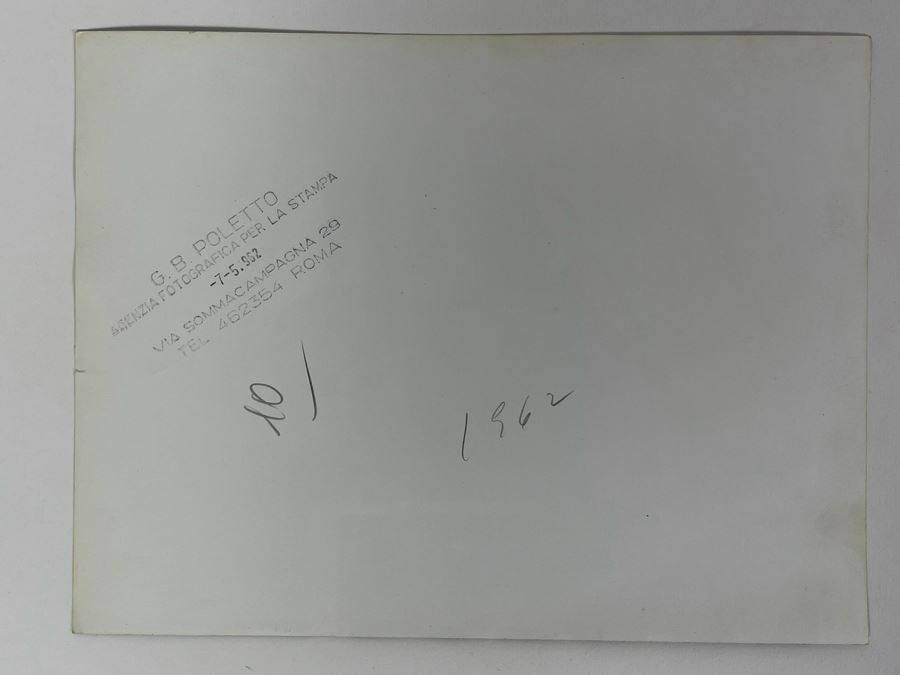 G. B. POLETTO
AGENZIA FOTOGRAFICA PER LA STAMPA
-7-5.962
VIA SOMMACAMPAGNA 29
TEL 462354 ROMA
10)
1962